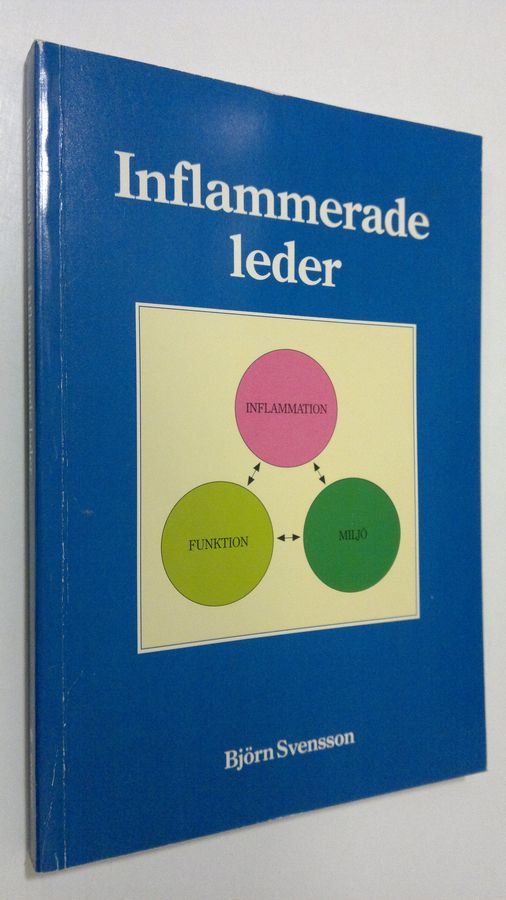 Inflammerade
leder
INFLAMMATION
FUNKTION
MILJÖ
Björn Svensson